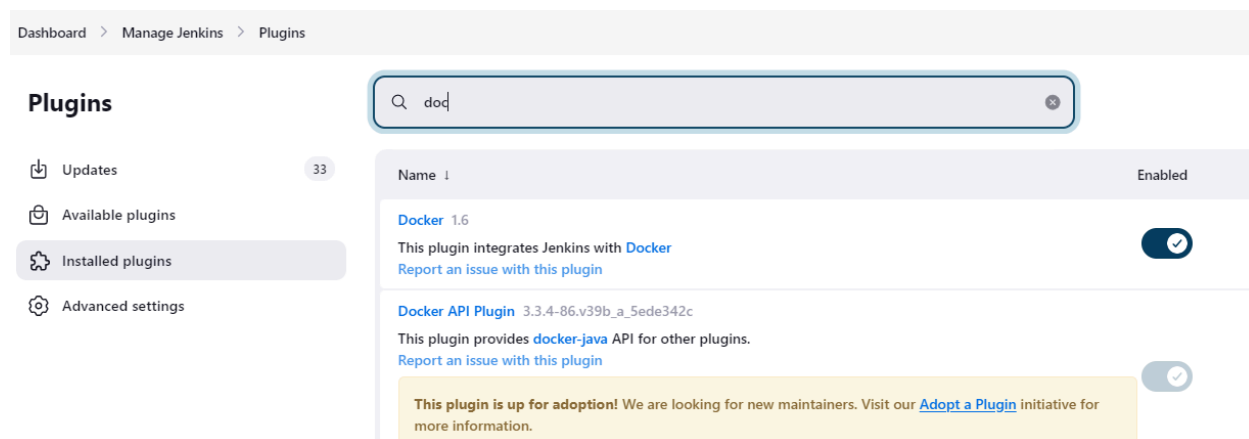 Dashboard > Manage Jenkins > Plugins
Plugins
doc
Updates 33
Available plugins
Installed plugins
Advanced settings
Name ↓ Enabled
Docker 1.6
This plugin integrates Jenkins with Docker
Report an issue with this plugin
Docker API Plugin 3.3.4-86.v39b_a_5ede342c
This plugin provides docker-java API for other plugins.
Report an issue with this plugin
This plugin is up for adoption! We are looking for new maintainers. Visit our Adopt a Plugin initiative for
more information.